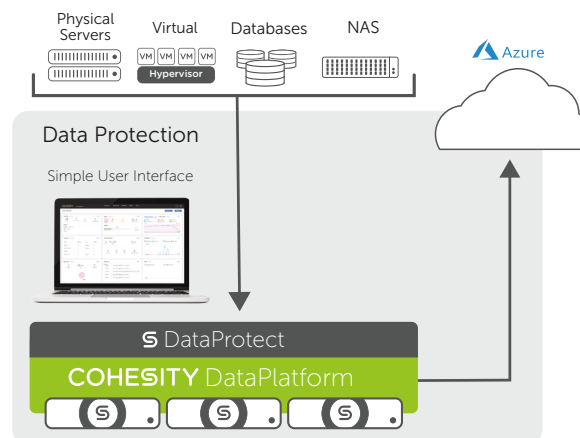 Physical
Servers
Virtual
Databases
NAS
VM VM VM VM
Hypervisor
Azure
Data Protection
Simple User Interface
S DataProtect
COHESITY DataPlatform
S S S